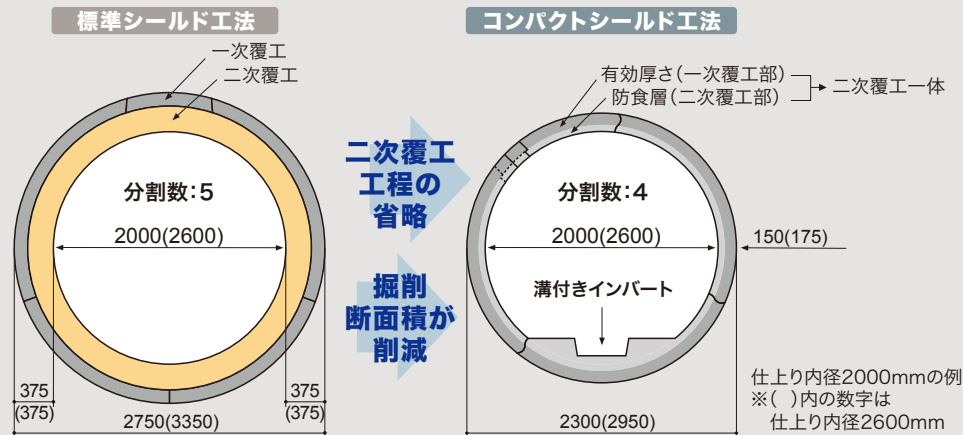 標準シールド工法
一次覆工
二次覆工
分割数:5
2000(2600)
375
(375)
375
(375)
2750(3350)
二次覆工
工程の
省略
掘削
断面積が
削減
コンパクトシールド工法
有効厚さ(一次覆工部)
防食層(二次覆工部)
二次覆工一体
分割数:4
2000(2600)
150(175)
溝付きインバート
2300(2950)
仕上り内径2000mmの例
※( )内の数字は
仕上り内径2600mm